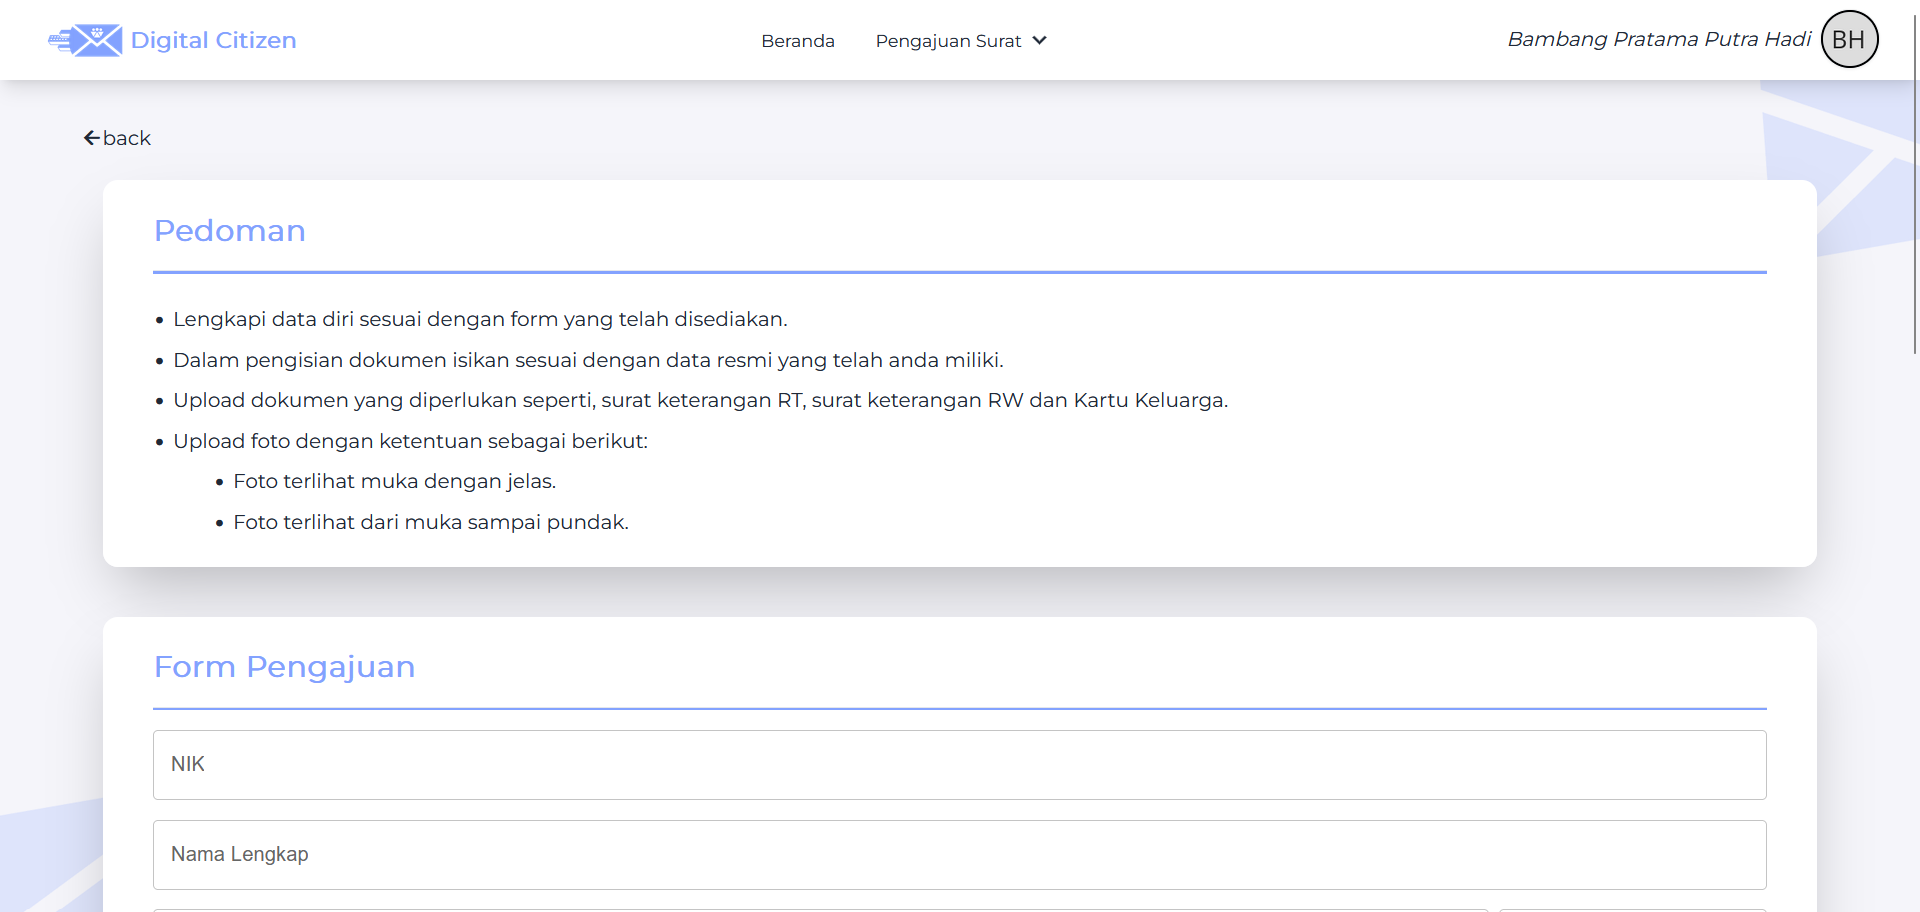 Digital Citizen
Beranda
Pengajuan Surat
Bambang Pratama Putra Hadi
BH
back
Pedoman
Lengkapi data diri sesuai dengan form yang telah disediakan.
Dalam pengisian dokumen isikan sesuai dengan data resmi yang telah anda miliki.
Upload dokumen yang diperlukan seperti, surat keterangan RT, surat keterangan RW dan Kartu Keluarga.
Upload foto dengan ketentuan sebagai berikut:
Foto terlihat muka dengan jelas.
Foto terlihat dari muka sampai pundak.
Form Pengajuan
NIK
Nama Lengkap